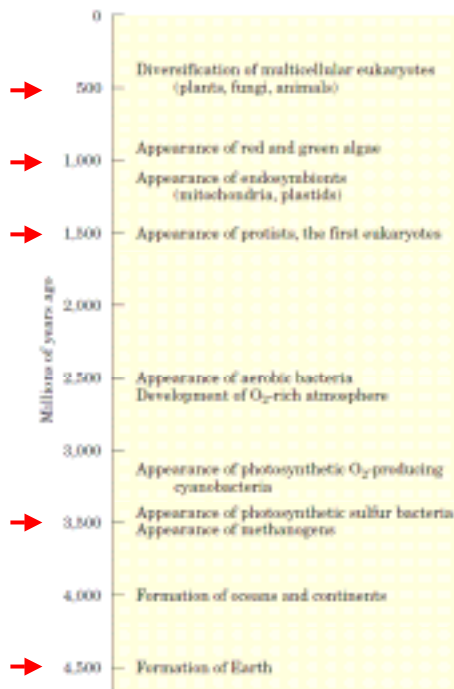 0
Diversification of multicellular eukaryotes
(plants, fungi, animals)
500
Appearance of red and green algae
1,000
Appearance of endosymbionts
(mitochondria, plastids)
1,500
Appearance of protists, the first eukaryotes
2,000
Millions of years ago
2,500
Appearance of aerobic bacteria
Development of O₂-rich atmosphere
3,000
Appearance of photosynthetic O₂-producing
cyanobacteria
3,500
Appearance of photosynthetic sulfur bacteria
Appearance of methanogens
4,000
Formation of oceans and continents
4,500
Formation of Earth